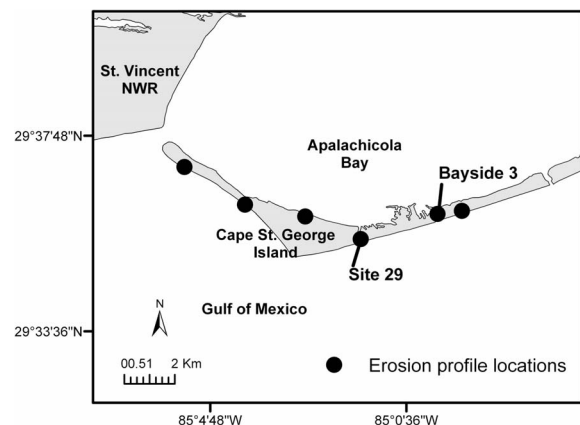 St. Vincent
NWR
29°37'48"N
Apalachicola
Bay
Bayside 3
Cape St. George
Island
Site 29
Gulf of Mexico
N
29°33'36"N
00.51 2 Km
Erosion profile locations
85°4'48"W
85°0'36"W